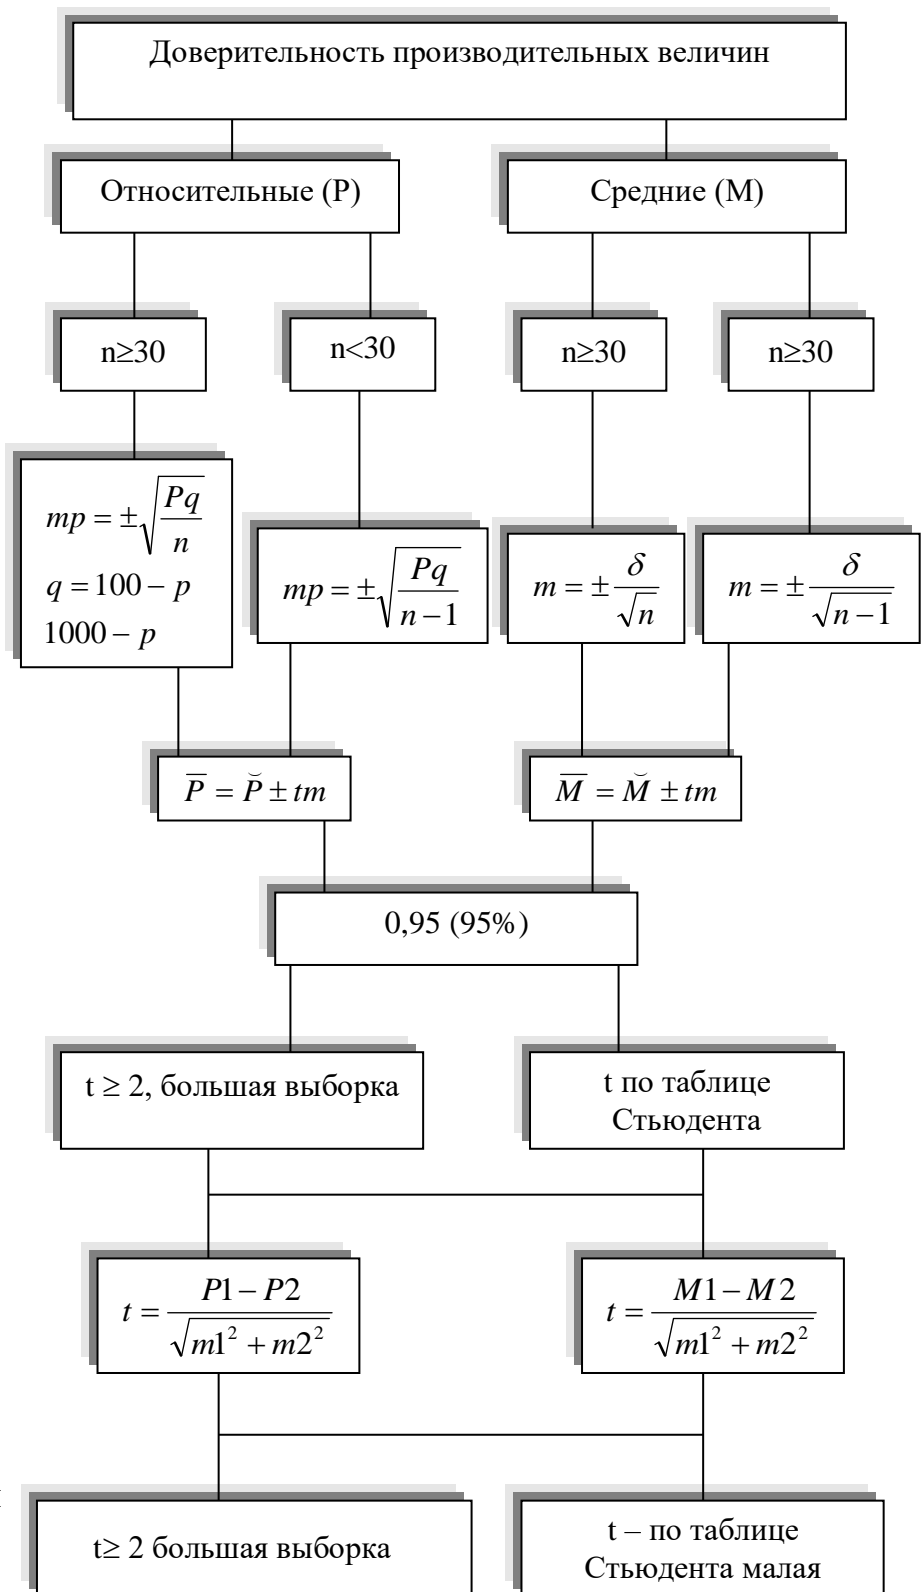 Доверительность производительных величин
Относительные (Р)
Средние (М)
n≥30
n<30
n≥30
n≥30
mp = ±√(Pq/n)
q = 100 − p
1000 − p
mp = ±√(Pq/(n − 1))
m = ± δ/√n
m = ± δ/√(n − 1)
P̅ = P̆ ± tm
M̅ = M̆ ± tm
0,95 (95%)
t ≥ 2, большая выборка
t по таблице
Стьюдента
t = (P1 − P2)/√(m1² + m2²)
t = (M1 − M2)/√(m1² + m2²)
t≥ 2 большая выборка
t – по таблице
Стьюдента малая